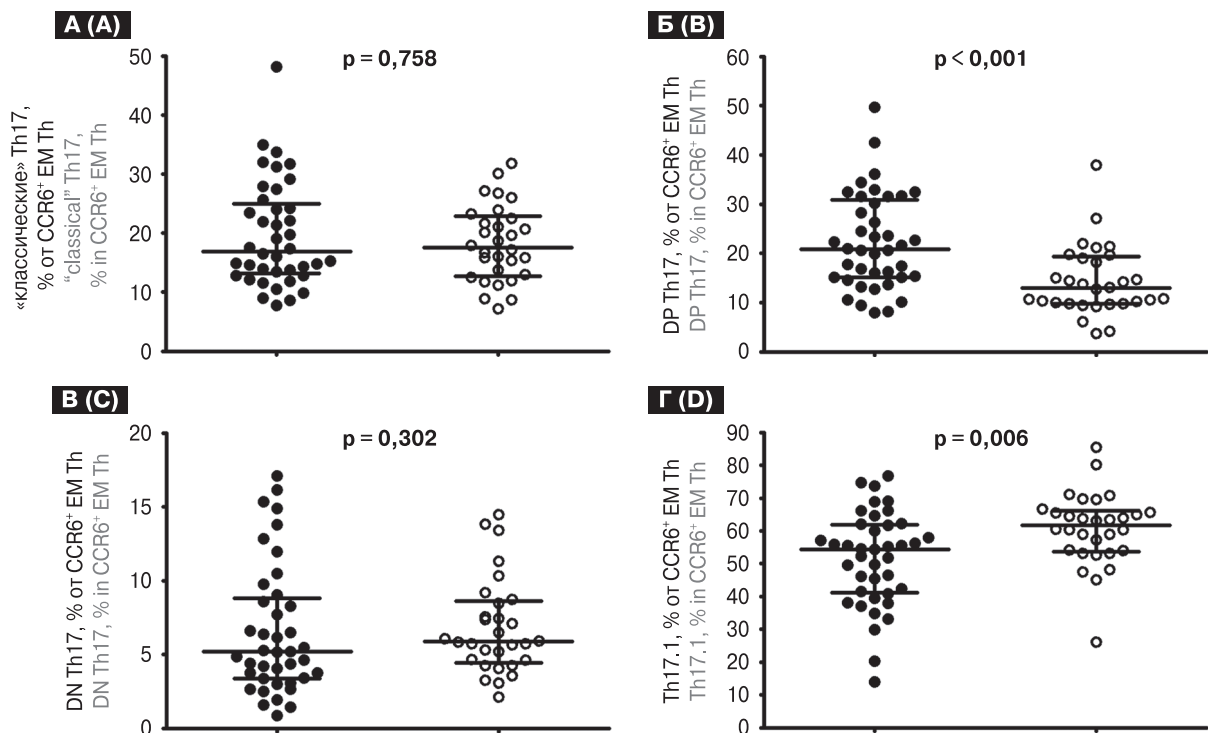 А (A)
p = 0,758
«классические» Th17,
% от CCR6+ EM Th
“classical” Th17,
% in CCR6+ EM Th
50
40
30
20
10
0
Б (B)
p < 0,001
DP Th17, % от CCR6+ EM Th
DP Th17, % in CCR6+ EM Th
60
50
40
30
20
10
0
В (C)
p = 0,302
DN Th17, % от CCR6+ EM Th
DN Th17, % in CCR6+ EM Th
20
15
10
5
0
Г (D)
p = 0,006
Th17.1, % от CCR6+ EM Th
Th17.1, % in CCR6+ EM Th
90
80
70
60
50
40
30
20
10
0